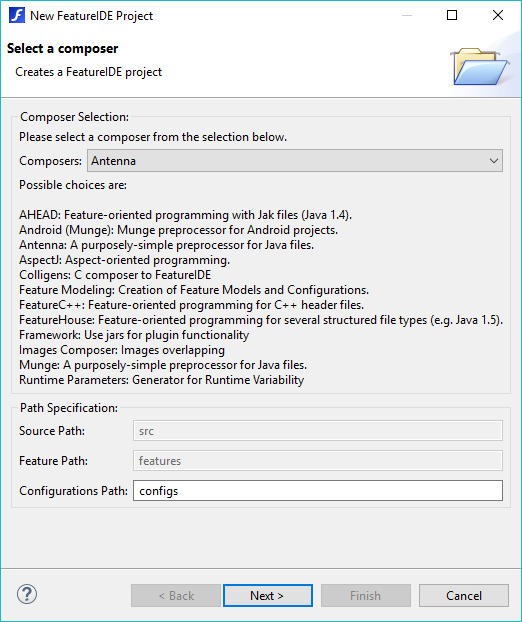 New FeatureIDE Project
Select a composer
Creates a FeatureIDE project
Composer Selection:
Please select a composer from the selection below.
Composers: Antenna
Possible choices are:
AHEAD: Feature-oriented programming with Jak files (Java 1.4).
Android (Munge): Munge preprocessor for Android projects.
Antenna: A purposely-simple preprocessor for Java files.
AspectJ: Aspect-oriented programming.
Colligens: C composer to FeatureIDE
Feature Modeling: Creation of Feature Models and Configurations.
FeatureC++: Feature-oriented programming for C++ header files.
FeatureHouse: Feature-oriented programming for several structured file types (e.g. Java 1.5).
Framework: Use jars for plugin functionality
Images Composer: Images overlapping
Munge: A purposely-simple preprocessor for Java files.
Runtime Parameters: Generator for Runtime Variability
Path Specification:
Source Path: src
Feature Path: features
Configurations Path: configs
? < Back Next > Finish Cancel